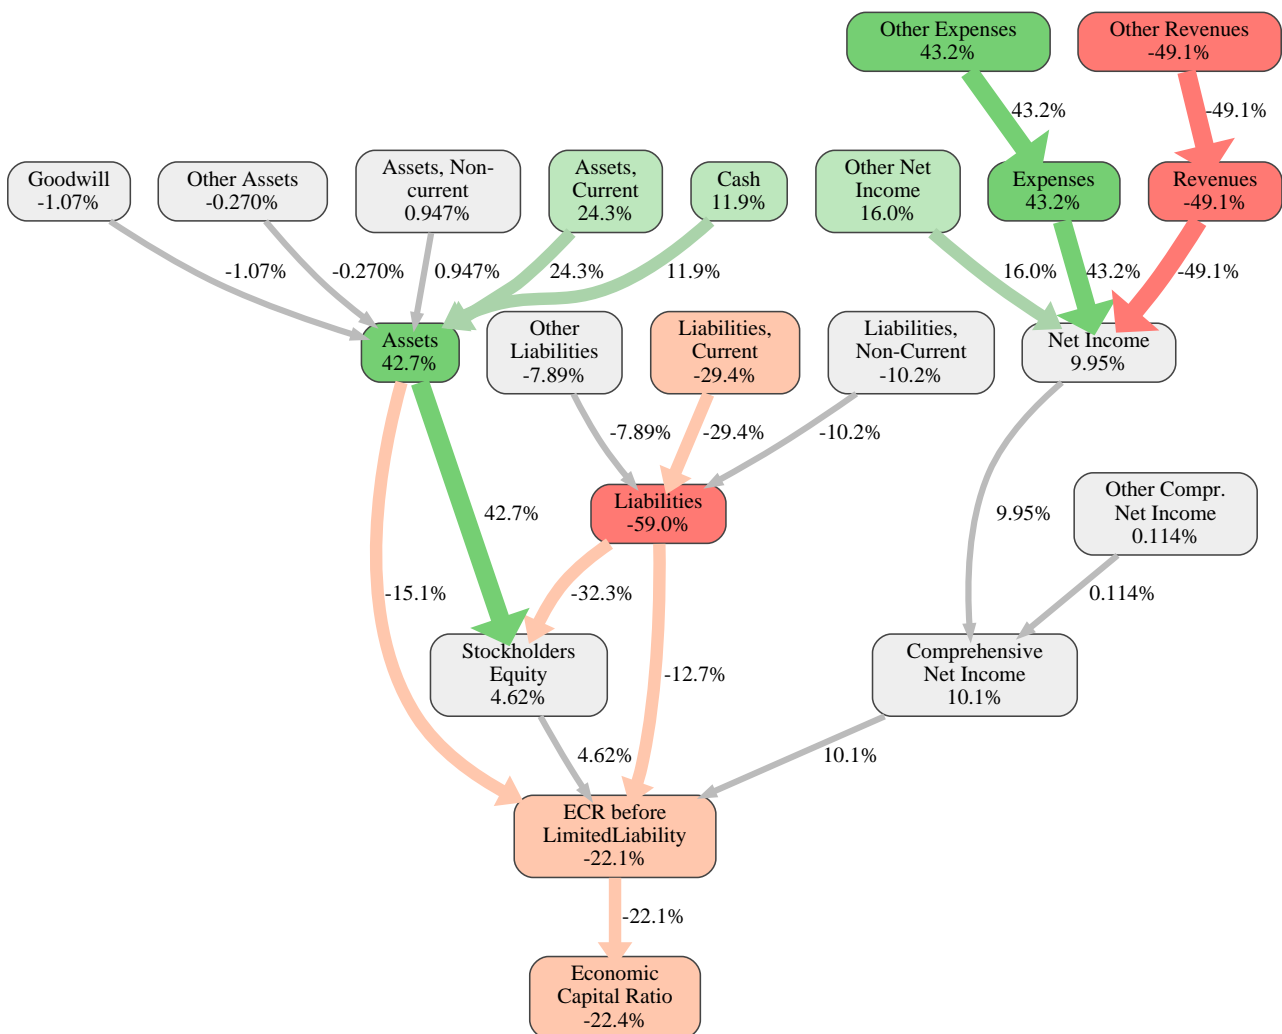 Other Expenses
43.2%
Other Revenues
-49.1%
43.2%
-49.1%
Goodwill
-1.07%
Other Assets
-0.270%
Assets, Non-
current
0.947%
Assets,
Current
24.3%
Cash
11.9%
Other Net
Income
16.0%
Expenses
43.2%
Revenues
-49.1%
-1.07%
-0.270%
0.947%
24.3%
11.9%
16.0%
43.2%
-49.1%
Assets
42.7%
Other
Liabilities
-7.89%
Liabilities,
Current
-29.4%
Liabilities,
Non-Current
-10.2%
Net Income
9.95%
-7.89%
-29.4%
-10.2%
Liabilities
-59.0%
Other Compr.
Net Income
0.114%
42.7%
9.95%
-15.1%
-32.3%
0.114%
Stockholders
Equity
4.62%
-12.7%
Comprehensive
Net Income
10.1%
4.62%
10.1%
ECR before
LimitedLiability
-22.1%
-22.1%
Economic
Capital Ratio
-22.4%